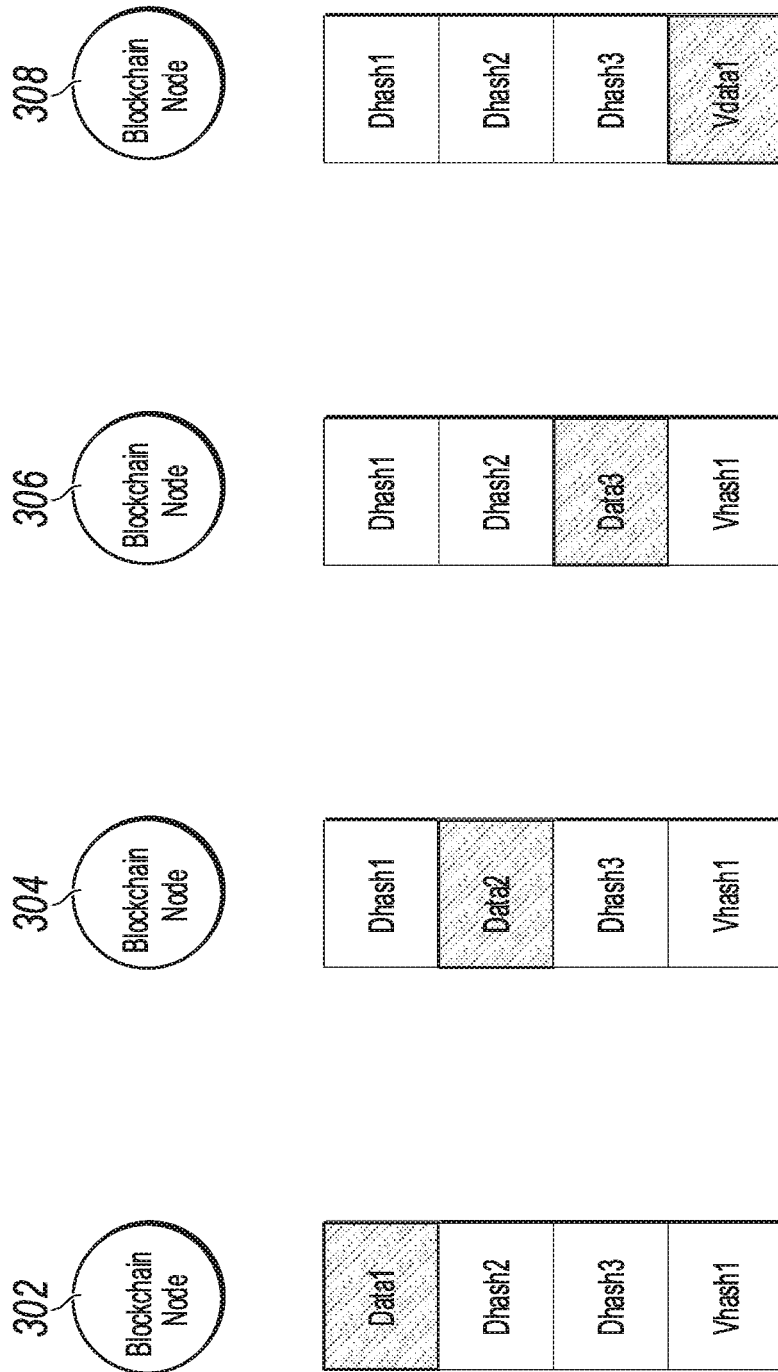 302
Blockchain
Node
Data1
Dhash2
Dhash3
Vhash1
304
Blockchain
Node
Dhash1
Data2
Dhash3
Vhash1
306
Blockchain
Node
Dhash1
Dhash2
Data3
Vhash1
308
Blockchain
Node
Dhash1
Dhash2
Dhash3
Vdata1